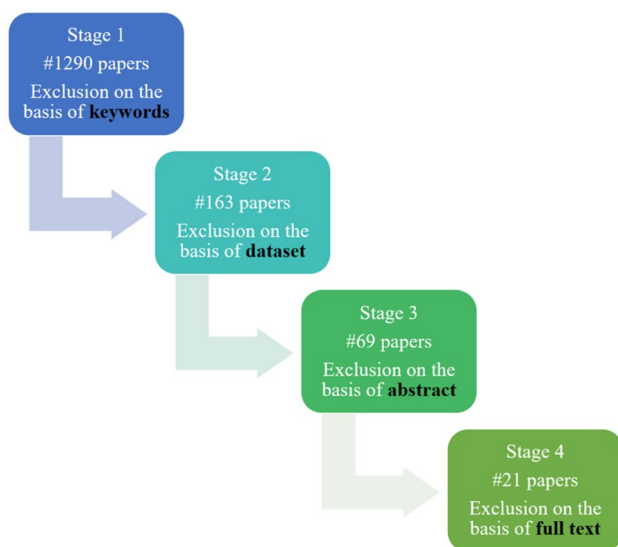 Stage 1
#1290 papers
Exclusion on the
basis of keywords
Stage 2
#163 papers
Exclusion on the
basis of dataset
Stage 3
#69 papers
Exclusion on the
basis of abstract
Stage 4
#21 papers
Exclusion on the
basis of full text